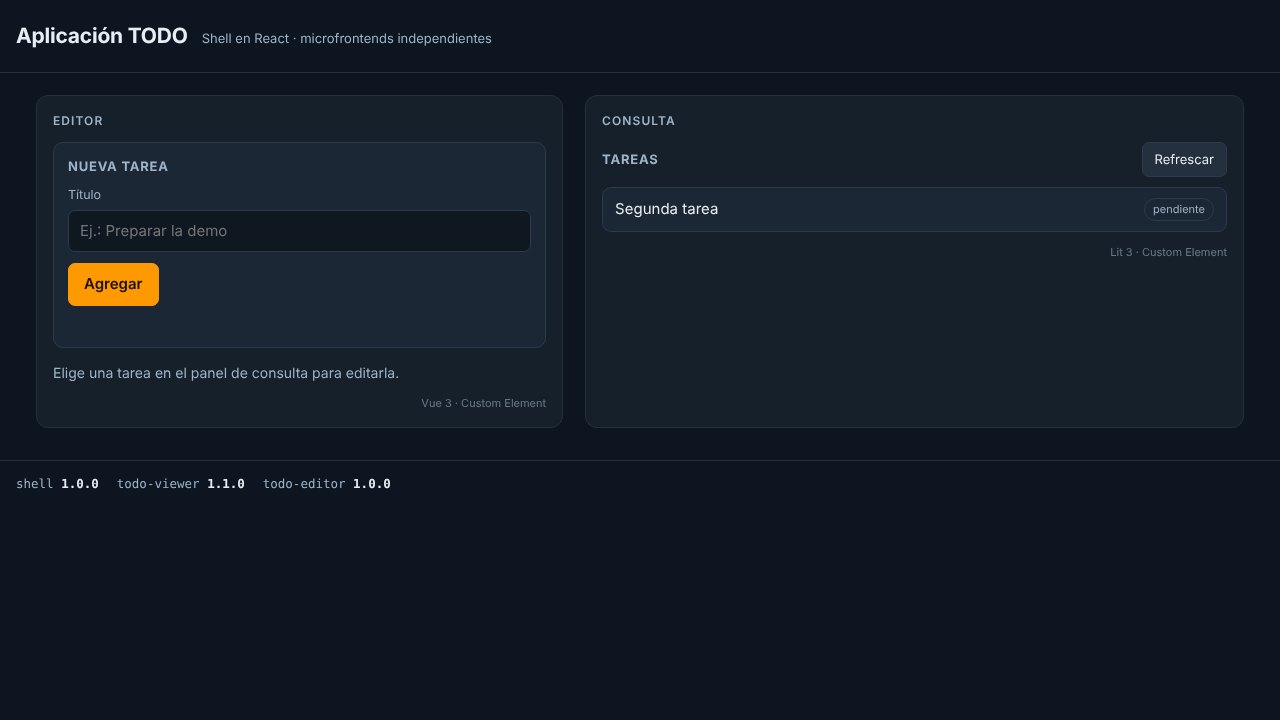 Aplicación TODO Shell en React · microfrontends independientes
EDITOR
NUEVA TAREA
Título
Ej.: Preparar la demo
Agregar
Elige una tarea en el panel de consulta para editarla.
Vue 3 · Custom Element
CONSULTA
TAREAS Refrescar
Segunda tarea pendiente
Lit 3 · Custom Element
shell 1.0.0 todo-viewer 1.1.0 todo-editor 1.0.0